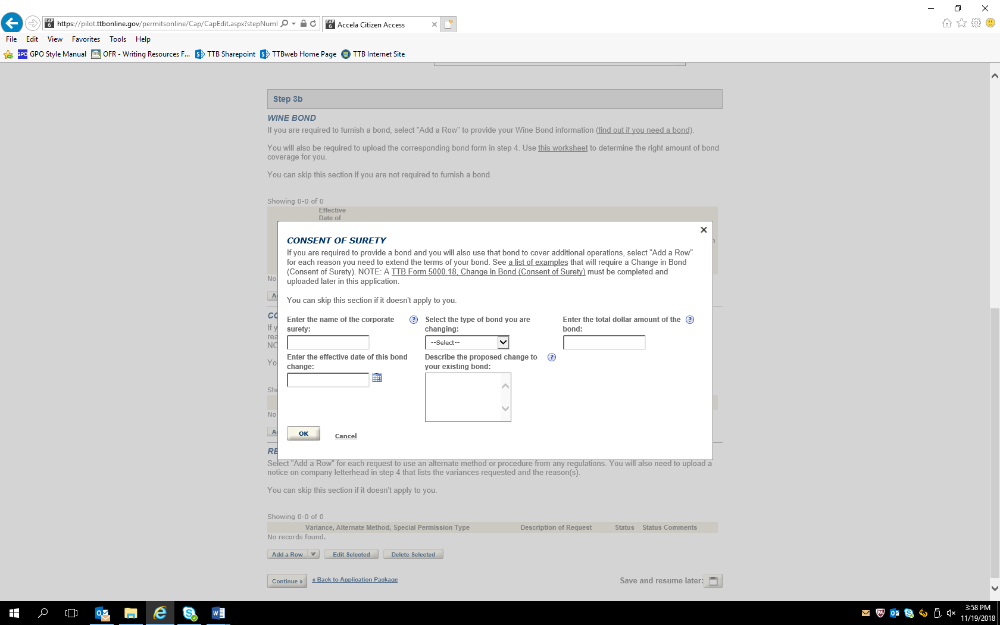 https://pilot.ttbonline.gov/permitsonline/Cap/CapEdit.aspx?stepNuml
Accela Citizen Access
File Edit View Favorites Tools Help
GPO GPO Style Manual OFR - Writing Resources F... TTB Sharepoint TTBweb Home Page TTB Internet Site
Step 3b
WINE BOND
If you are required to furnish a bond, select "Add a Row" to provide your Wine Bond information (find out if you need a bond).
You will also be required to upload the corresponding bond form in step 4. Use this worksheet to determine the right amount of bond
coverage for you.
You can skip this section if you are not required to furnish a bond.
Showing 0-0 of 0
Effective
Date of
CONSENT OF SURETY
If you are required to provide a bond and you will also use that bond to cover additional operations, select "Add a Row"
for each reason you need to extend the terms of your bond. See a list of examples that will require a Change in Bond
(Consent of Surety). NOTE: A TTB Form 5000.18, Change in Bond (Consent of Surety) must be completed and
uploaded later in this application.
You can skip this section if it doesn't apply to you.
Enter the name of the corporate
surety:
Select the type of bond you are
changing:
--Select--
Enter the total dollar amount of the
bond:
Enter the effective date of this bond
change:
Describe the proposed change to
your existing bond:
OK Cancel
No
CO
NO
Yo
Sho
No
RE
Select "Add a Row" for each request to use an alternate method or procedure from any regulations. You will also need to upload a
notice on company letterhead in step 4 that lists the variances requested and the reason(s).
You can skip this section if it doesn't apply to you.
Showing 0-0 of 0
Variance, Alternate Method, Special Permission Type Description of Request Status Status Comments
No records found.
Add a Row Edit Selected Delete Selected
Continue » « Back to Application Package Save and resume later:
3:58 PM
11/19/2018